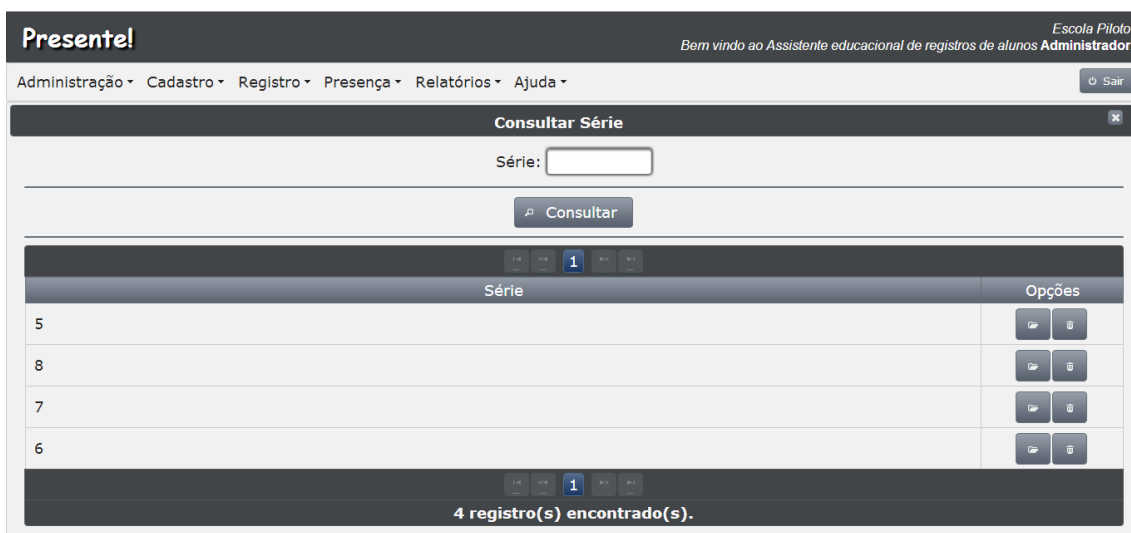 Presente!
Escola Piloto
Bem vindo ao Assistente educacional de registros de alunos Administrador
Administração Cadastro Registro Presença Relatórios Ajuda Sair
Consultar Série
Série:
Consultar
1
Série Opções
5
8
7
6
1
4 registro(s) encontrado(s).